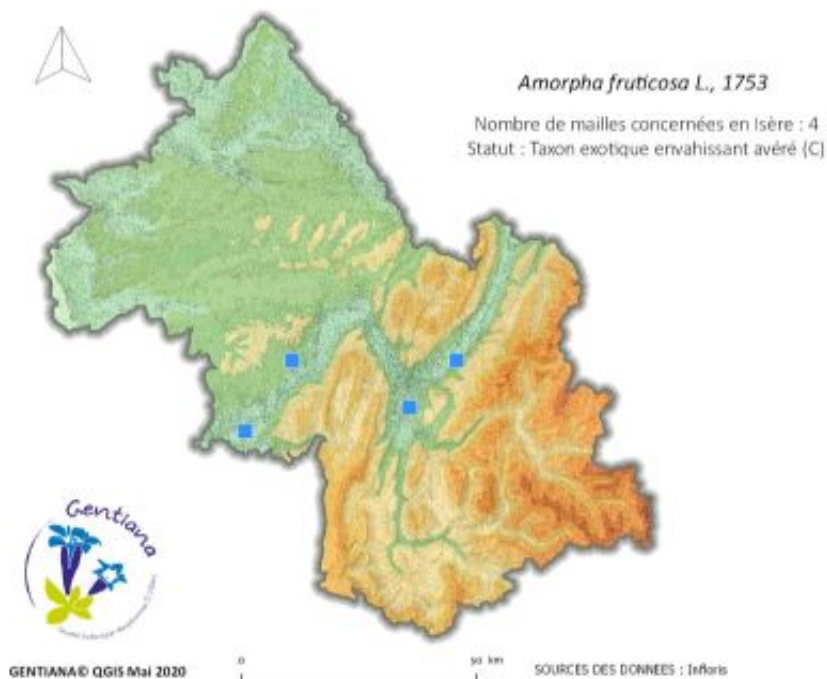 Amorpha fruticosa L., 1753
Nombre de mailles concernées en Isère : 4
Statut : Taxon exotique envahissant avéré (C)
Gentiana
0
50 km
GENTIANA© QGIS Mai 2020
SOURCES DES DONNEES : Infloris